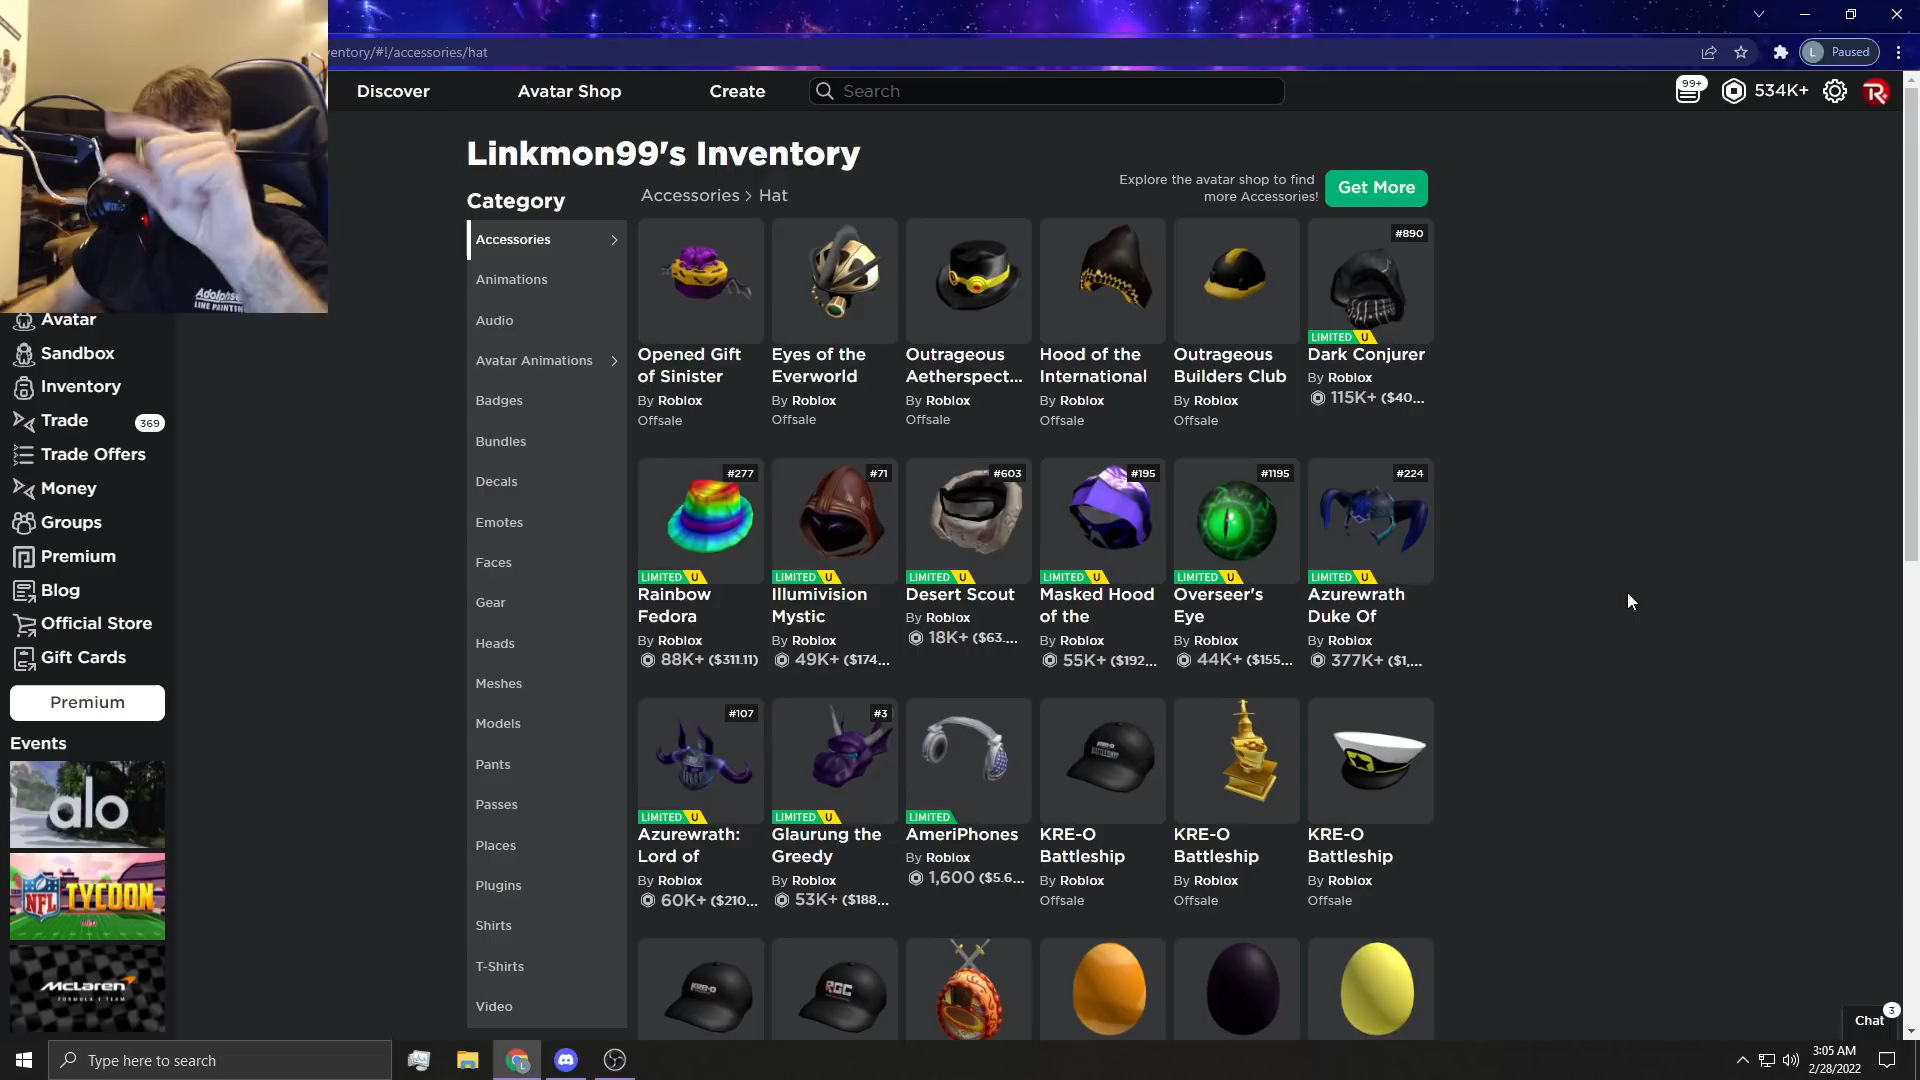 entory/#!/accessories/hat
L Paused
Discover
Avatar Shop
Create
Search
99+
534K+
Linkmon99's Inventory
Category
Accessories > Hat
Explore the avatar shop to find
more Accessories!
Get More
Avatar
Sandbox
Inventory
Trade
369
Trade Offers
Money
Groups
Premium
Blog
Official Store
Gift Cards
Premium
Events
alo
NFL TYCOON
McLaren
FORMULA 1 TEAM
Accessories
Animations
Audio
Avatar Animations
Badges
Bundles
Decals
Emotes
Faces
Gear
Heads
Meshes
Models
Pants
Passes
Places
Plugins
Shirts
T-Shirts
Video
Opened Gift
of Sinister
By Roblox
Offsale
Eyes of the
Everworld
By Roblox
Offsale
Outrageous
Aetherspect...
By Roblox
Offsale
Hood of the
International
By Roblox
Offsale
Outrageous
Builders Club
By Roblox
Offsale
#890
LIMITED U
Dark Conjurer
By Roblox
115K+ ($40...
#277
LIMITED U
Rainbow
Fedora
By Roblox
88K+ ($311.11)
#71
LIMITED U
Illumivision
Mystic
By Roblox
49K+ ($174...
#603
LIMITED U
Desert Scout
By Roblox
18K+ ($63....
#195
LIMITED U
Masked Hood
of the
By Roblox
55K+ ($192...
#1195
LIMITED U
Overseer's
Eye
By Roblox
44K+ ($155...
#224
LIMITED U
Azurewrath
Duke Of
By Roblox
377K+ ($1,...
#107
LIMITED U
Azurewrath:
Lord of
By Roblox
60K+ ($210...
#3
LIMITED U
Glaurung the
Greedy
By Roblox
53K+ ($188...
LIMITED
AmeriPhones
By Roblox
1,600 ($5.6...
KRE-O
BATTLESHIP
KRE-O
Battleship
By Roblox
Offsale
KRE-O
Battleship
By Roblox
Offsale
KRE-O
Battleship
By Roblox
Offsale
KRE-O
RGC
Chat
3
Type here to search
3:05 AM
2/28/2022
Adolphse
LINE PAINTIN